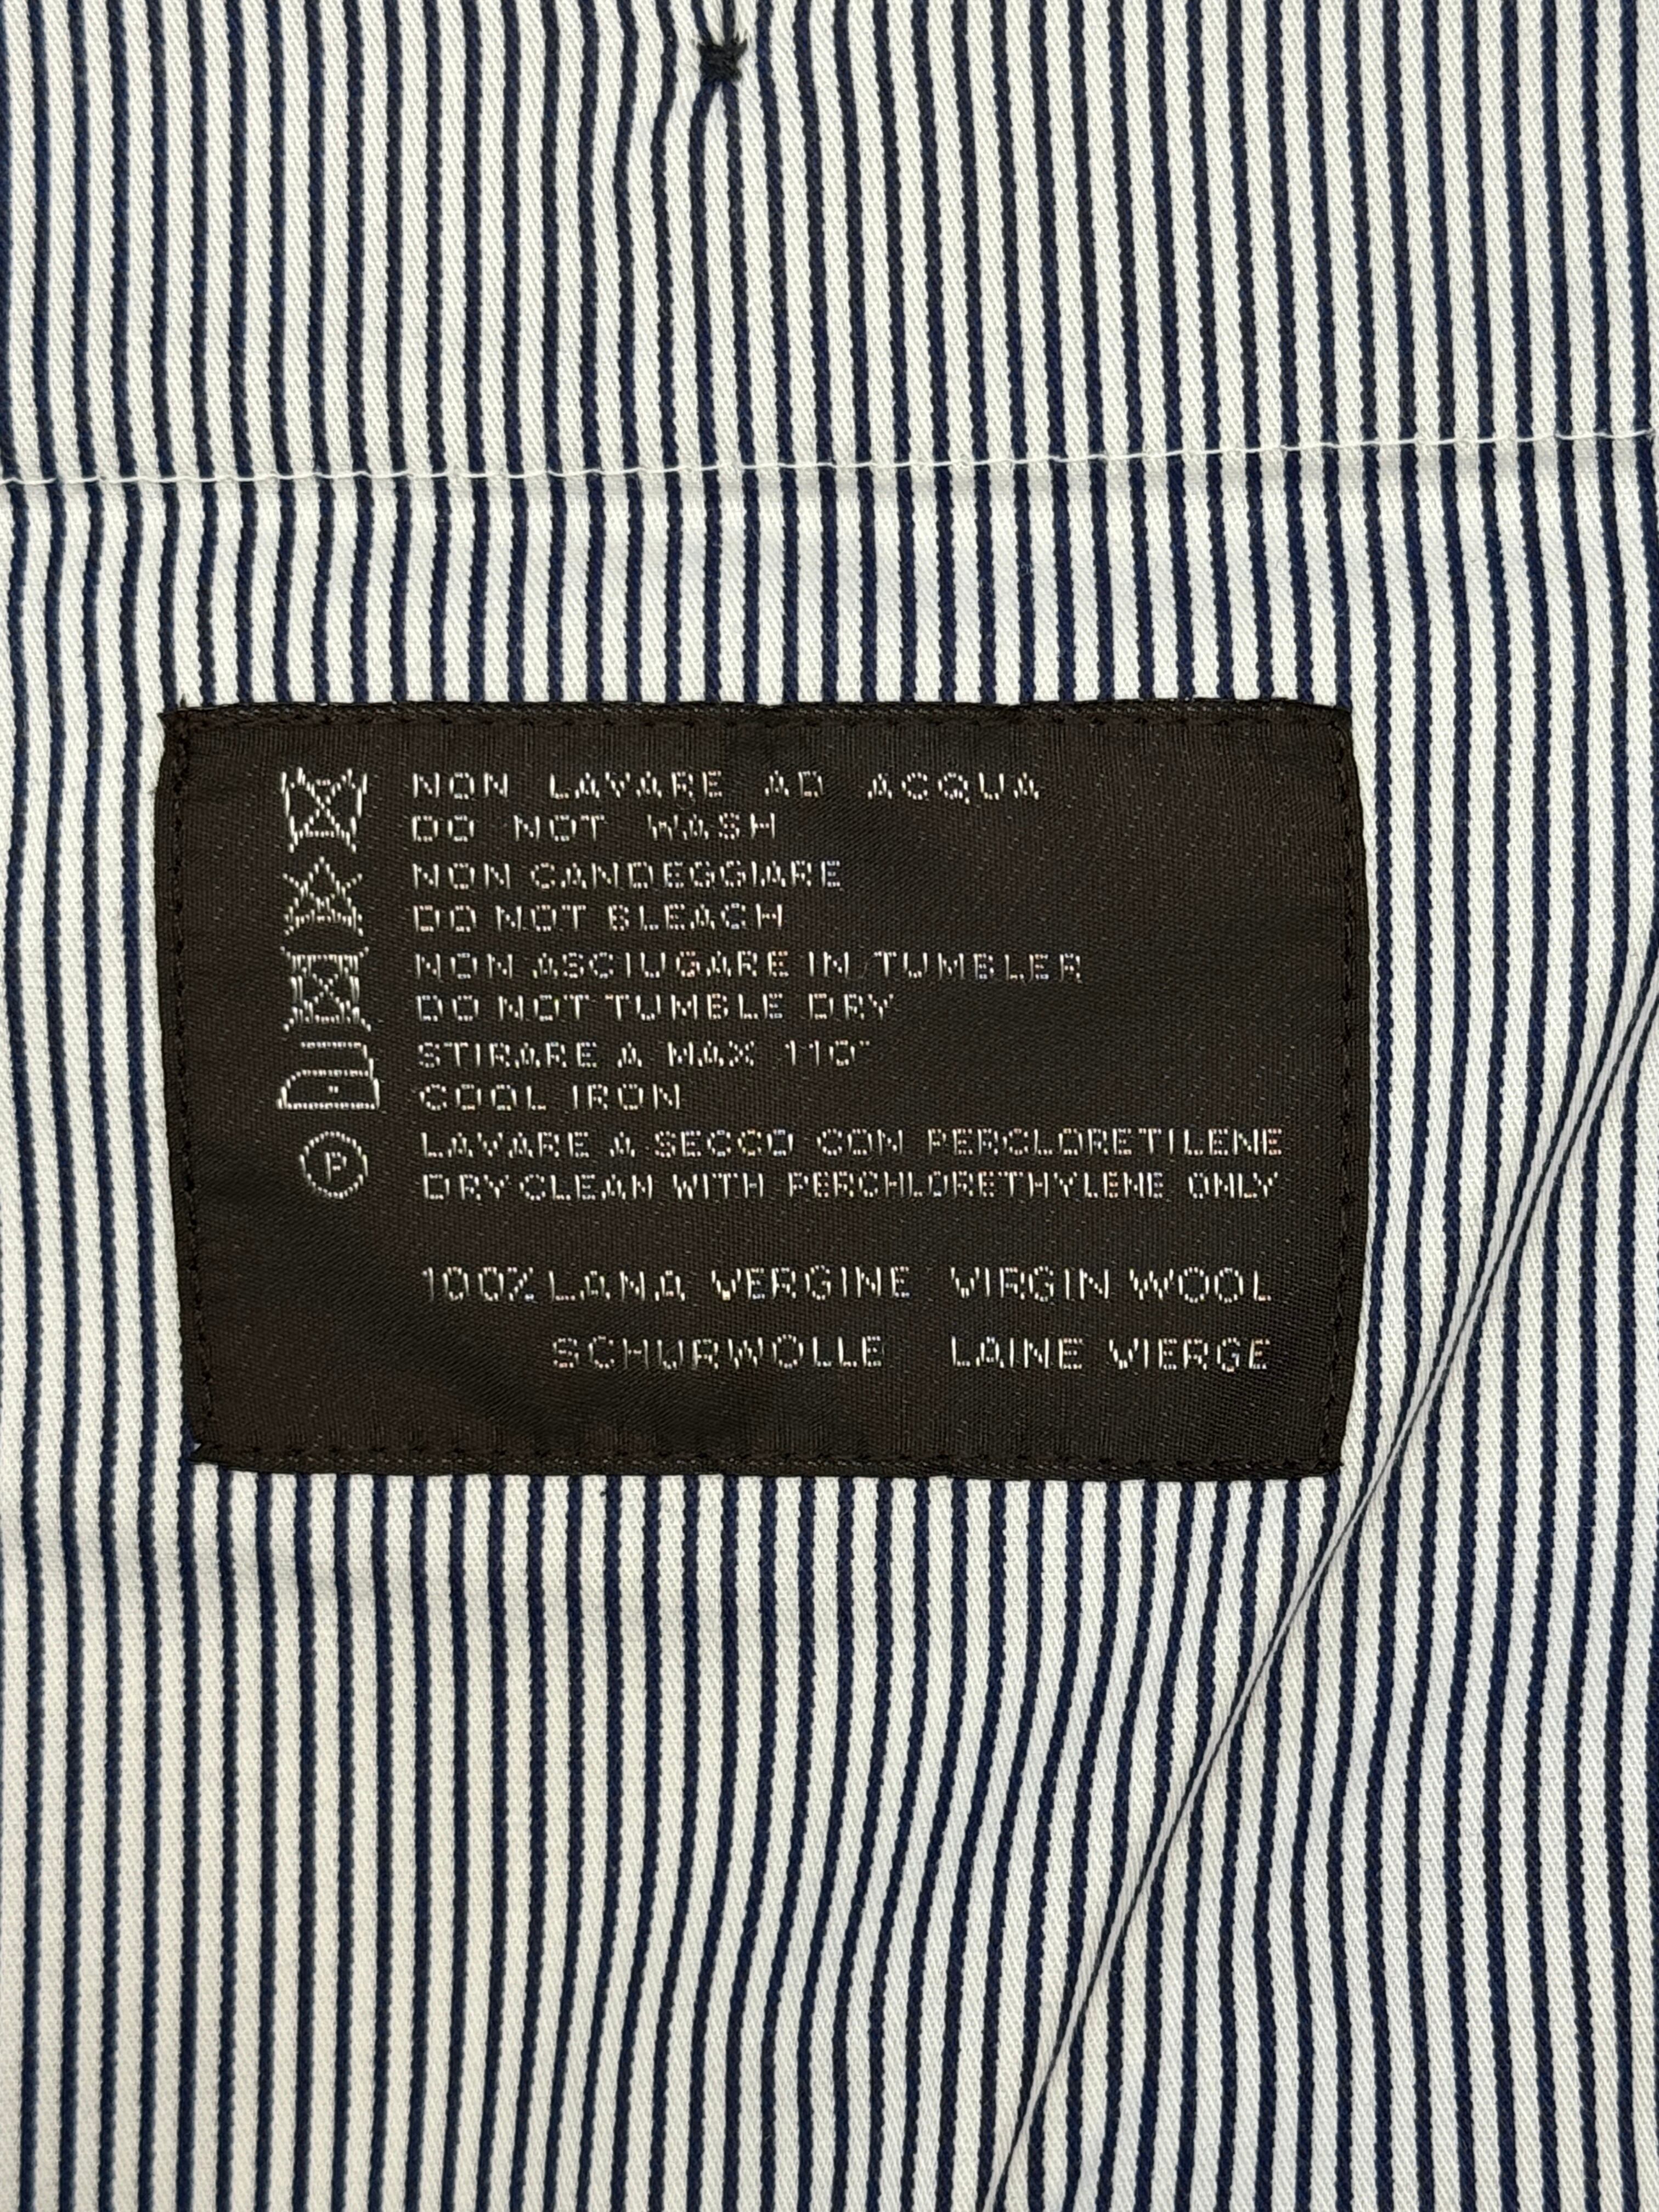 NON LAVARE AD ACQUA
DO NOT WASH
NON CANDEGGIARE
DO NOT BLEACH
NON ASCIUGARE IN TUMBLER
DO NOT TUMBLE DRY
STIRARE A MAX 110°
COOL IRON
P
LAVARE A SECCO CON PERCLORETILENE
DRYCLEAN WITH PERCHLORETHYLENE ONLY
100% LANA VERGINE VIRGIN WOOL
SCHURWOLLE LAINE VIERGE